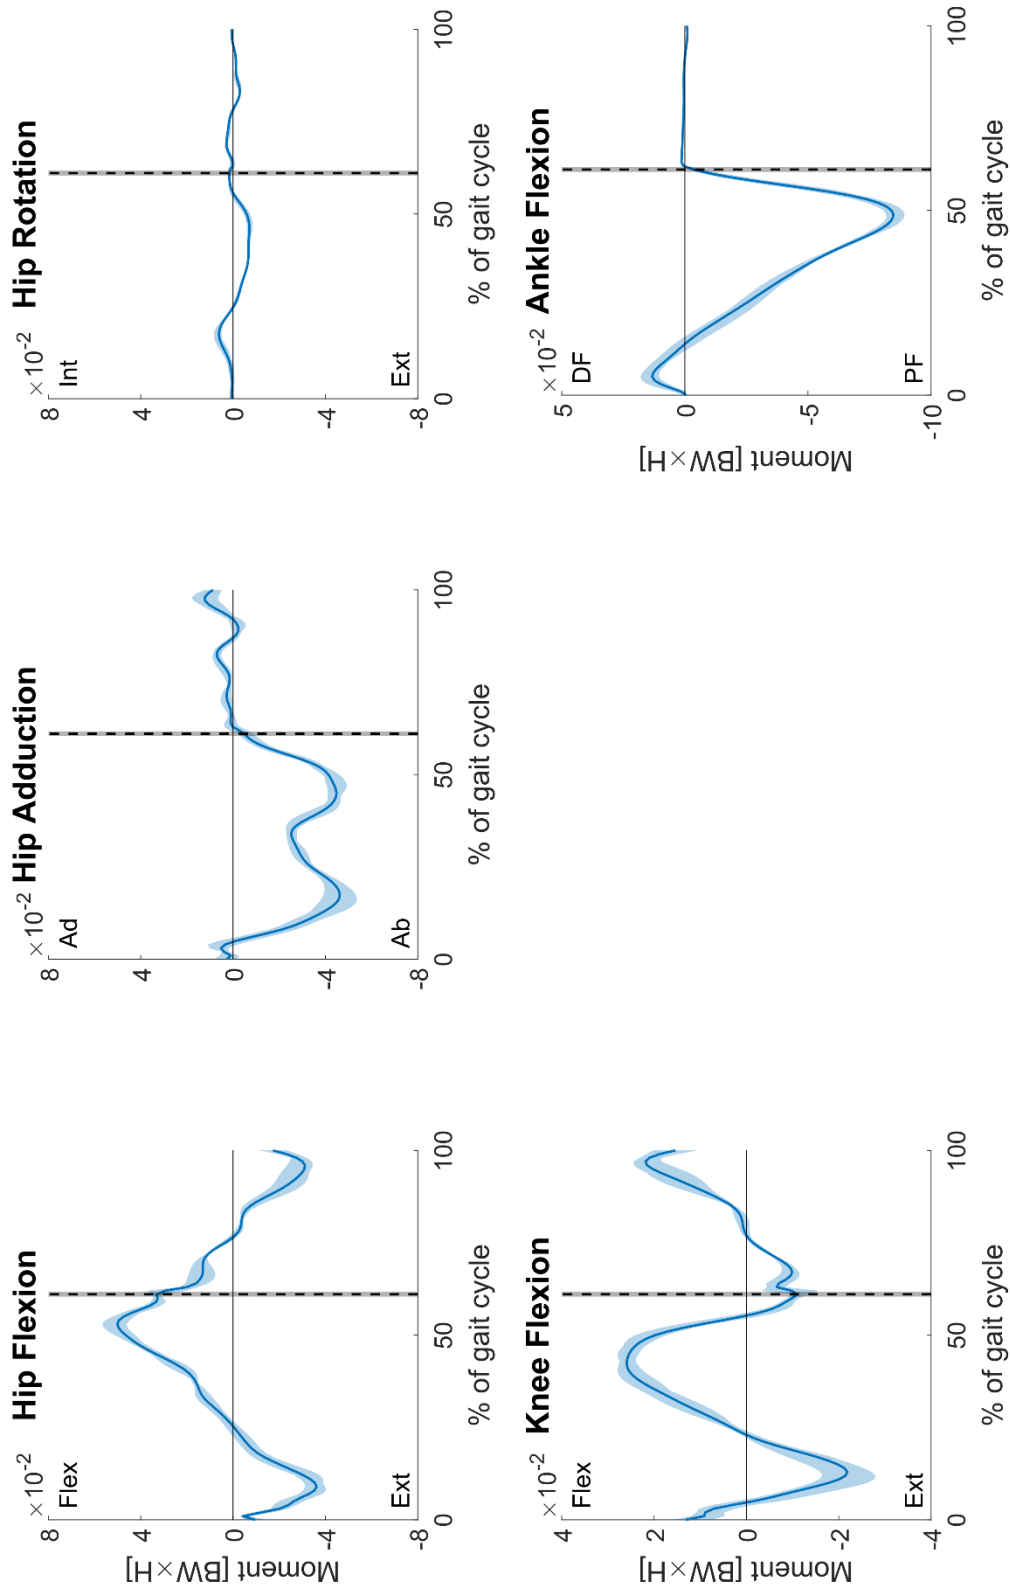 Hip Flexion
×10⁻²
Flex
Ext
8
4
0
-4
-8
Moment [BW×H]
0
50
100
% of gait cycle
Hip Adduction
×10⁻²
Ad
Ab
8
4
0
-4
-8
0
50
100
% of gait cycle
Hip Rotation
×10⁻²
Int
Ext
8
4
0
-4
-8
0
50
100
% of gait cycle
Knee Flexion
×10⁻²
Flex
Ext
4
2
0
-2
-4
Moment [BW×H]
0
50
100
% of gait cycle
Ankle Flexion
×10⁻²
DF
PF
5
0
-5
-10
Moment [BW×H]
0
50
100
% of gait cycle